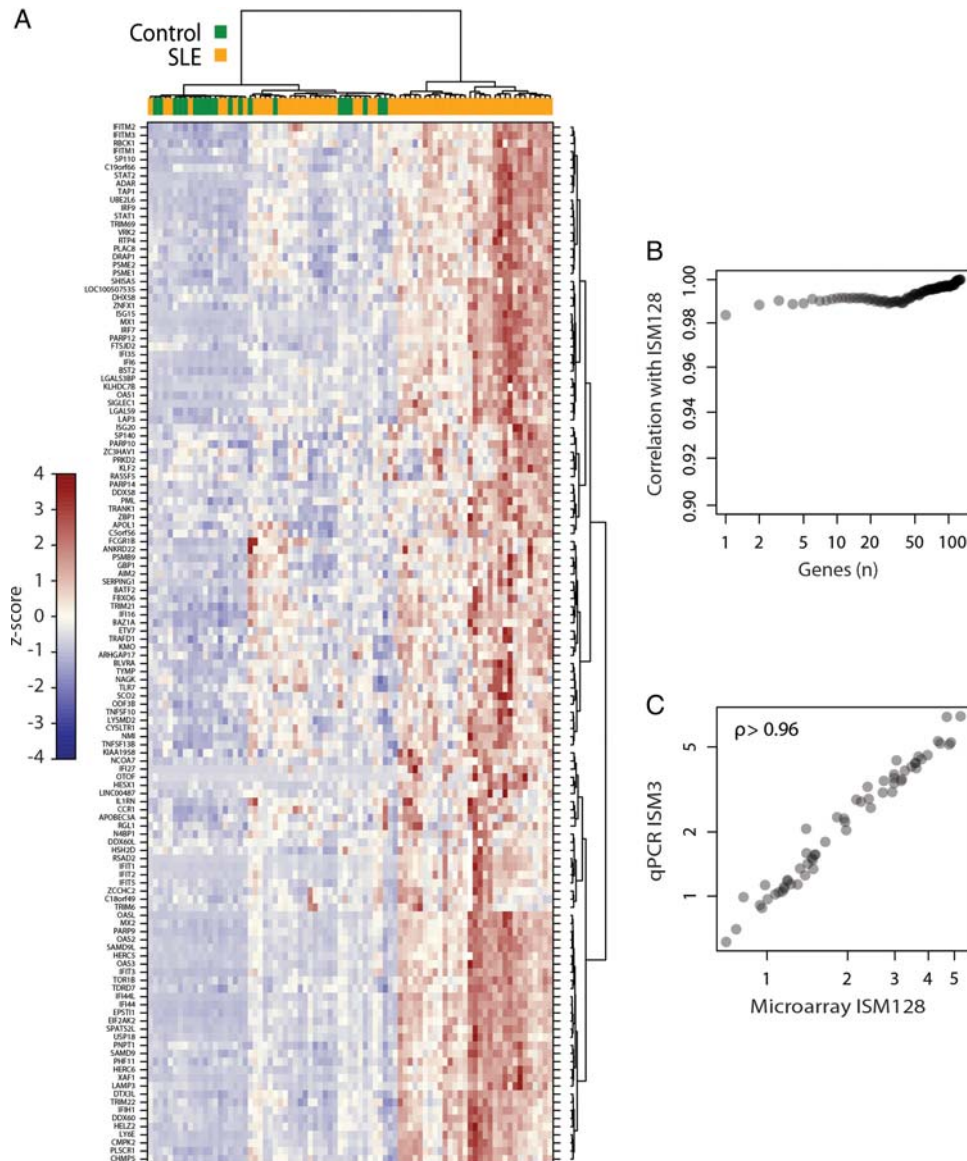 A
Control
SLE
IFITM2
IFITM3
RBCK1
IFITM1
SP110
C19orf66
STAT2
ADAR
TAP1
UBE2L6
IRF9
STAT1
TRIM69
VRK2
RTP4
PLAC8
DRAP1
PSME2
PSME1
SHISA5
LOC100507535
DHX58
ZNFX1
ISG15
MX1
IRF7
PARP12
FTSJD2
IFI35
IFI6
BST2
LGALS3BP
KLHDC7B
OAS1
SIGLEC1
LGALS9
LAP3
ISG20
SP140
PARP10
ZC3HAV1
PRKD2
KLF2
RASSF5
PARP14
DDX58
PML
TRANK1
ZBP1
APOL1
C5orf56
FCGR1B
ANKRD22
PSMB9
GBP1
AIM2
SERPING1
BATF2
FBXO6
TRIM21
IFI16
BAZ1A
ETV7
TRAFD1
KMO
ARHGAP17
BLVRA
TYMP
NAGK
TLR7
SCO2
ODF3B
TNFSF10
LYSMD2
CYSLTR1
NMI
TNFSF13B
KIAA1958
NCOA7
IFI27
OTOF
HESX1
LINC00487
IL1RN
CCR1
APOBEC3A
RGL1
N4BP1
DDX60L
HSH2D
RSAD2
IFIT1
IFIT2
IFIT5
ZCCHC2
C18orf49
TRIM6
OASL
MX2
PARP9
OAS2
SAMD9L
HERC5
OAS3
IFIT3
TOR1B
TDRD7
IFI44L
IFI44
EPSTI1
EIF2AK2
SPATS2L
USP18
PNPT1
SAMD9
PHF11
HERC6
XAF1
LAMP3
DTX3L
TRIM22
IFIH1
DDX60
HELZ2
LY6E
CMPK2
PLSCR1
CHMP5
z-score
4
3
2
1
0
-1
-2
-3
-4
B
Correlation with ISM128
1.00
0.98
0.96
0.94
0.92
0.90
1 2 5 10 20 50 100
Genes (n)
C
ρ> 0.96
qPCR ISM3
5
2
1
1 2 3 4 5
Microarray ISM128